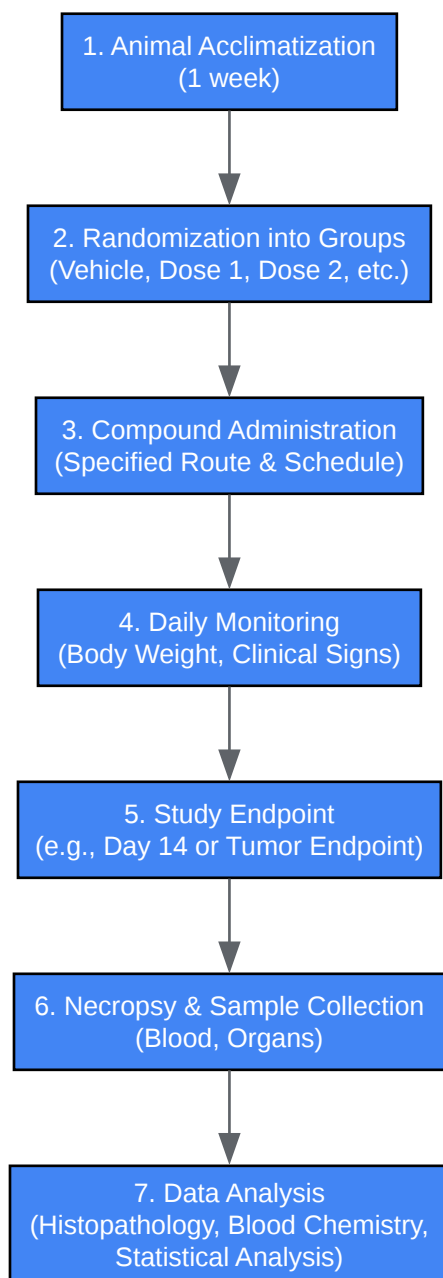 1. Animal Acclimatization
(1 week)
2. Randomization into Groups
(Vehicle, Dose 1, Dose 2, etc.)
3. Compound Administration
(Specified Route & Schedule)
4. Daily Monitoring
(Body Weight, Clinical Signs)
5. Study Endpoint
(e.g., Day 14 or Tumor Endpoint)
6. Necropsy & Sample Collection
(Blood, Organs)
7. Data Analysis
(Histopathology, Blood Chemistry,
Statistical Analysis)